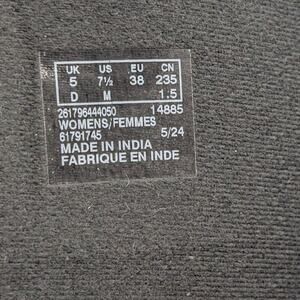 UK US EU CN
5 7½ 38 235
D M 1.5
261796444050 14885
WOMENS/FEMMES
61791745 5/24
MADE IN INDIA
FABRIQUE EN INDE